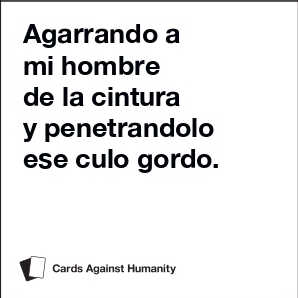 Agarrando a
mi hombre
de la cintura
y penetrandolo
ese culo gordo.
Cards Against Humanity